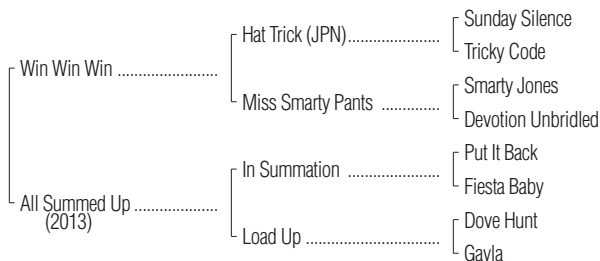 Sunday Silence
Hat Trick (JPN)
Tricky Code
Win Win Win
Smarty Jones
Miss Smarty Pants
Devotion Unbridled
Put It Back
In Summation
Fiesta Baby
All Summed Up
(2013)
Dove Hunt
Load Up
Gayla